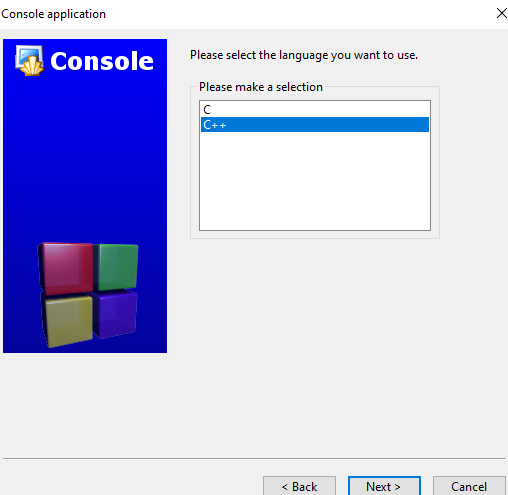 Console application
Console
Please select the language you want to use.
Please make a selection
C
C++
< Back
Next >
Cancel